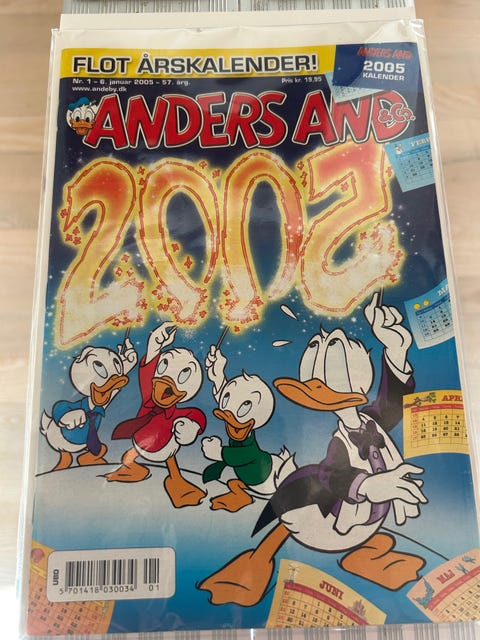 FLOT ÅRSKALENDER!
ANDERS AND
2005
KALENDER
Nr. 1 - 6. januar 2005 - 57. årg.
Pris kr. 19,95
www.andeby.dk
ANDERS AND
&Co.
2005
APRIL
JUNI
MAJ
UBD
5 701418 030034
01